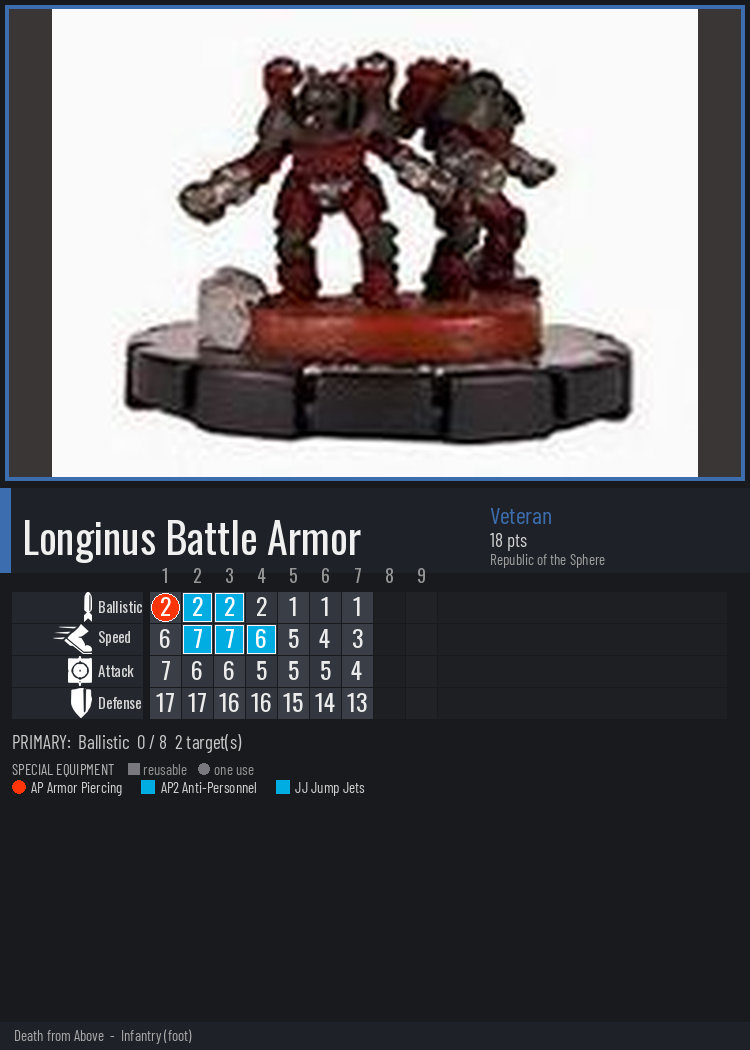 Longinus Battle Armor
Veteran
18 pts
Republic of the Sphere
1 2 3 4 5 6 7 8 9
Ballistic 2 2 2 2 1 1 1
Speed 6 7 7 6 5 4 3
Attack 7 6 6 5 5 5 4
Defense 17 17 16 16 15 14 13
PRIMARY: Ballistic 0 / 8 2 target(s)
SPECIAL EQUIPMENT reusable one use
AP Armor Piercing AP2 Anti-Personnel JJ Jump Jets
Death from Above - Infantry (foot)